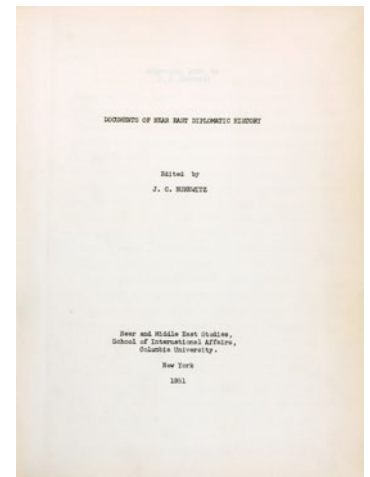 DOCUMENTS OF NEAR EAST DIPLOMATIC HISTORY
Edited by
J. C. HUREWITZ
Near and Middle East Studies,
School of International Affairs,
Columbia University.
New York
1951